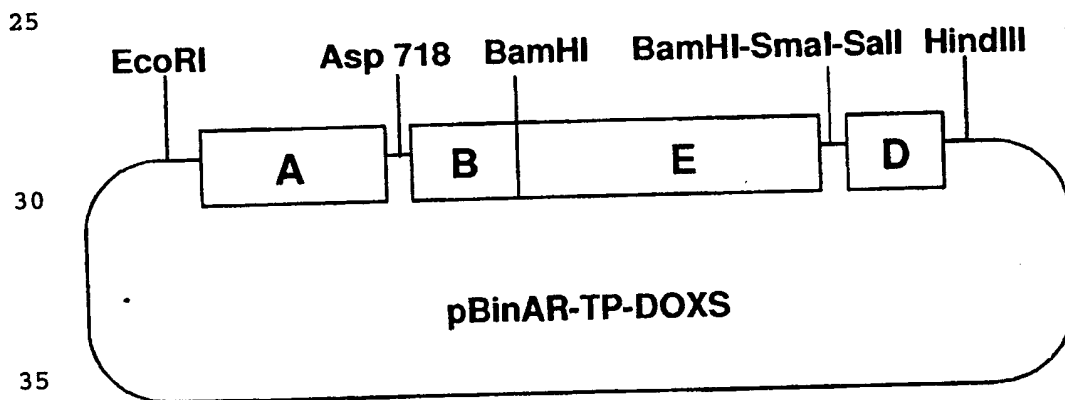 25
EcoRI Asp 718 BamHI BamHI-SmaI-SalI HindIII
A B E D
30
pBinAR-TP-DOXS
35